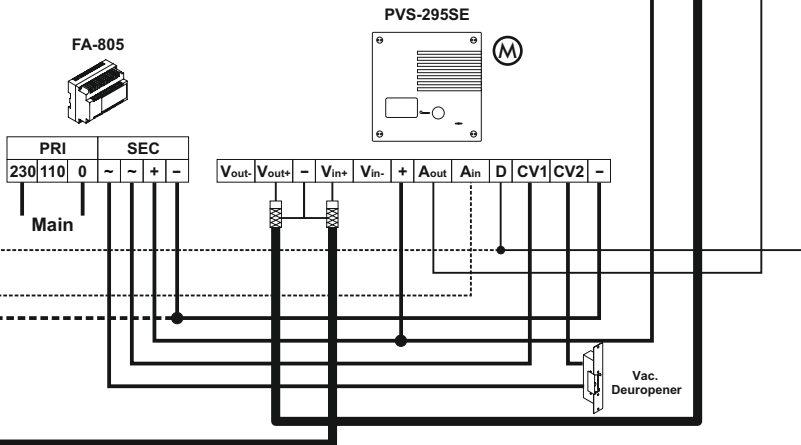 PVS-295SE
FA-805
M
PRI SEC
230 110 0 ~ ~ + −
Vout- Vout+ − Vin+ Vin- + Aout Ain D CV1 CV2 −
Main
Vac.
Deuropener